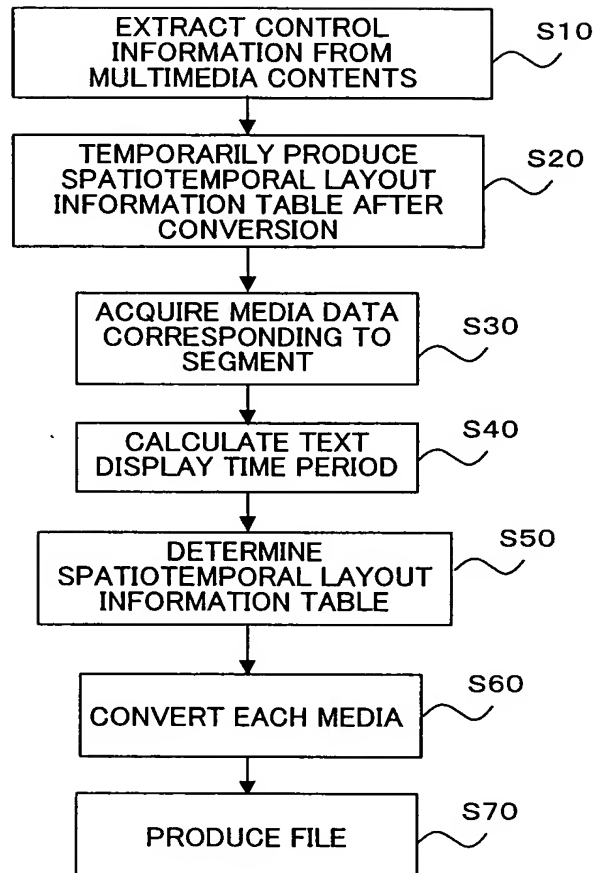 EXTRACT CONTROL
INFORMATION FROM
MULTIMEDIA CONTENTS
S10
TEMPORARILY PRODUCE
SPATIOTEMPORAL LAYOUT
INFORMATION TABLE AFTER
CONVERSION
S20
ACQUIRE MEDIA DATA
CORRESPONDING TO
SEGMENT
S30
CALCULATE TEXT
DISPLAY TIME PERIOD
S40
DETERMINE
SPATIOTEMPORAL LAYOUT
INFORMATION TABLE
S50
CONVERT EACH MEDIA
S60
PRODUCE FILE
S70